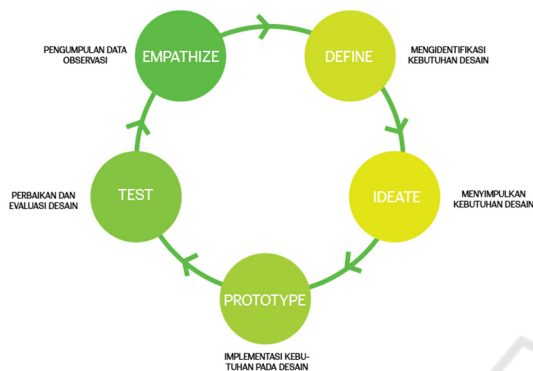 PENGUMPULAN DATA
OBSERVASI
EMPATHIZE
DEFINE
MENGIDENTIFIKASI
KEBUTUHAN DESAIN
PERBAIKAN DAN
EVALUASI DESAIN
TEST
IDEATE
MENYIMPULKAN
KEBUTUHAN DESAIN
PROTOTYPE
IMPLEMENTASI KEBU-
TUHAN PADA DESAIN